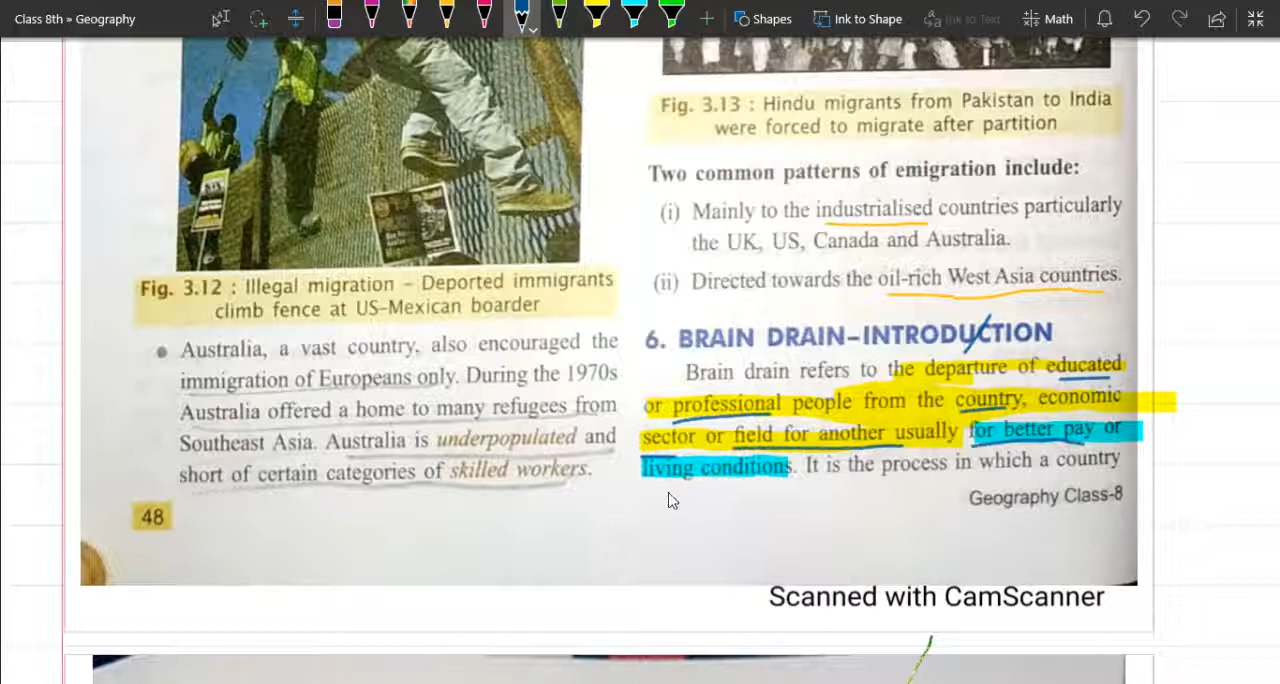 Class 8th » Geography
Shapes
Ink to Shape
Ink to Text
Math
Fig. 3.12 : Illegal migration – Deported immigrants
climb fence at US–Mexican boarder
• Australia, a vast country, also encouraged the
immigration of Europeans only. During the 1970s
Australia offered a home to many refugees from
Southeast Asia. Australia is underpopulated and
short of certain categories of skilled workers.
48
Fig. 3.13 : Hindu migrants from Pakistan to India
were forced to migrate after partition
Two common patterns of emigration include:
(i) Mainly to the industrialised countries particularly
the UK, US, Canada and Australia.
(ii) Directed towards the oil-rich West Asia countries.
6. BRAIN DRAIN–INTRODUCTION
Brain drain refers to the departure of educated
or professional people from the country, economic
sector or field for another usually for better pay or
living conditions. It is the process in which a country
Geography Class-8
Scanned with CamScanner